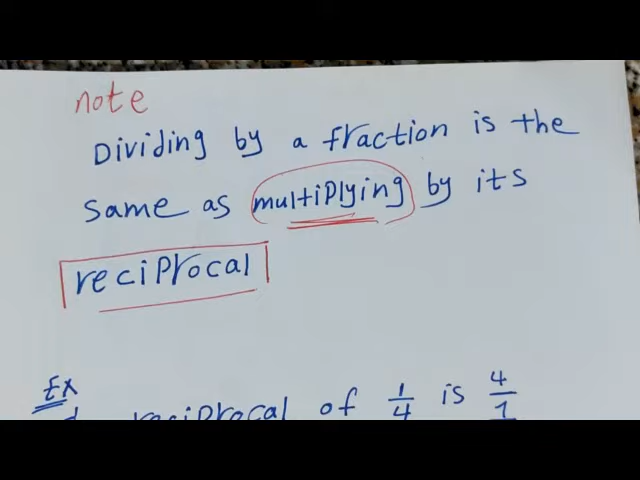 note
Dividing by a fraction is the
same as multiplying by its
reciprocal
Ex
reciprocal of 1/4 is 4/1